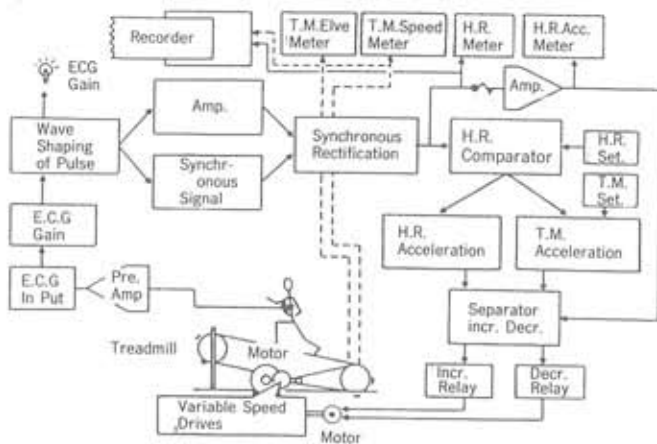 Recorder
T.M.Elve
Meter
T.M.Speed
Meter
H.R.
Meter
H.R.Acc.
Meter
ECG
Gain
Amp.
Amp.
Wave
Shaping
of Pulse
Synchr-
onous
Signal
Synchronous
Rectification
H.R.
Comparator
H.R.
Set.
T.M.
Set.
E.C.G
Gain
H.R.
Acceleration
T.M.
Acceleration
E.C.G
In Put
Pre.
Amp
Separator
incr. Decr.
Treadmill
Motor
Incr.
Relay
Decr.
Relay
Variable Speed
Drives
Motor